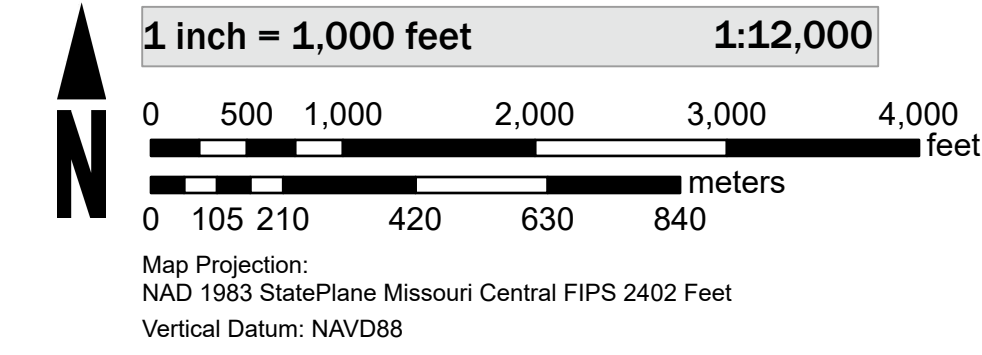 N
1 inch = 1,000 feet 1:12,000
0 500 1,000 2,000 3,000 4,000
feet
meters
0 105 210 420 630 840
Map Projection:
NAD 1983 StatePlane Missouri Central FIPS 2402 Feet
Vertical Datum: NAVD88